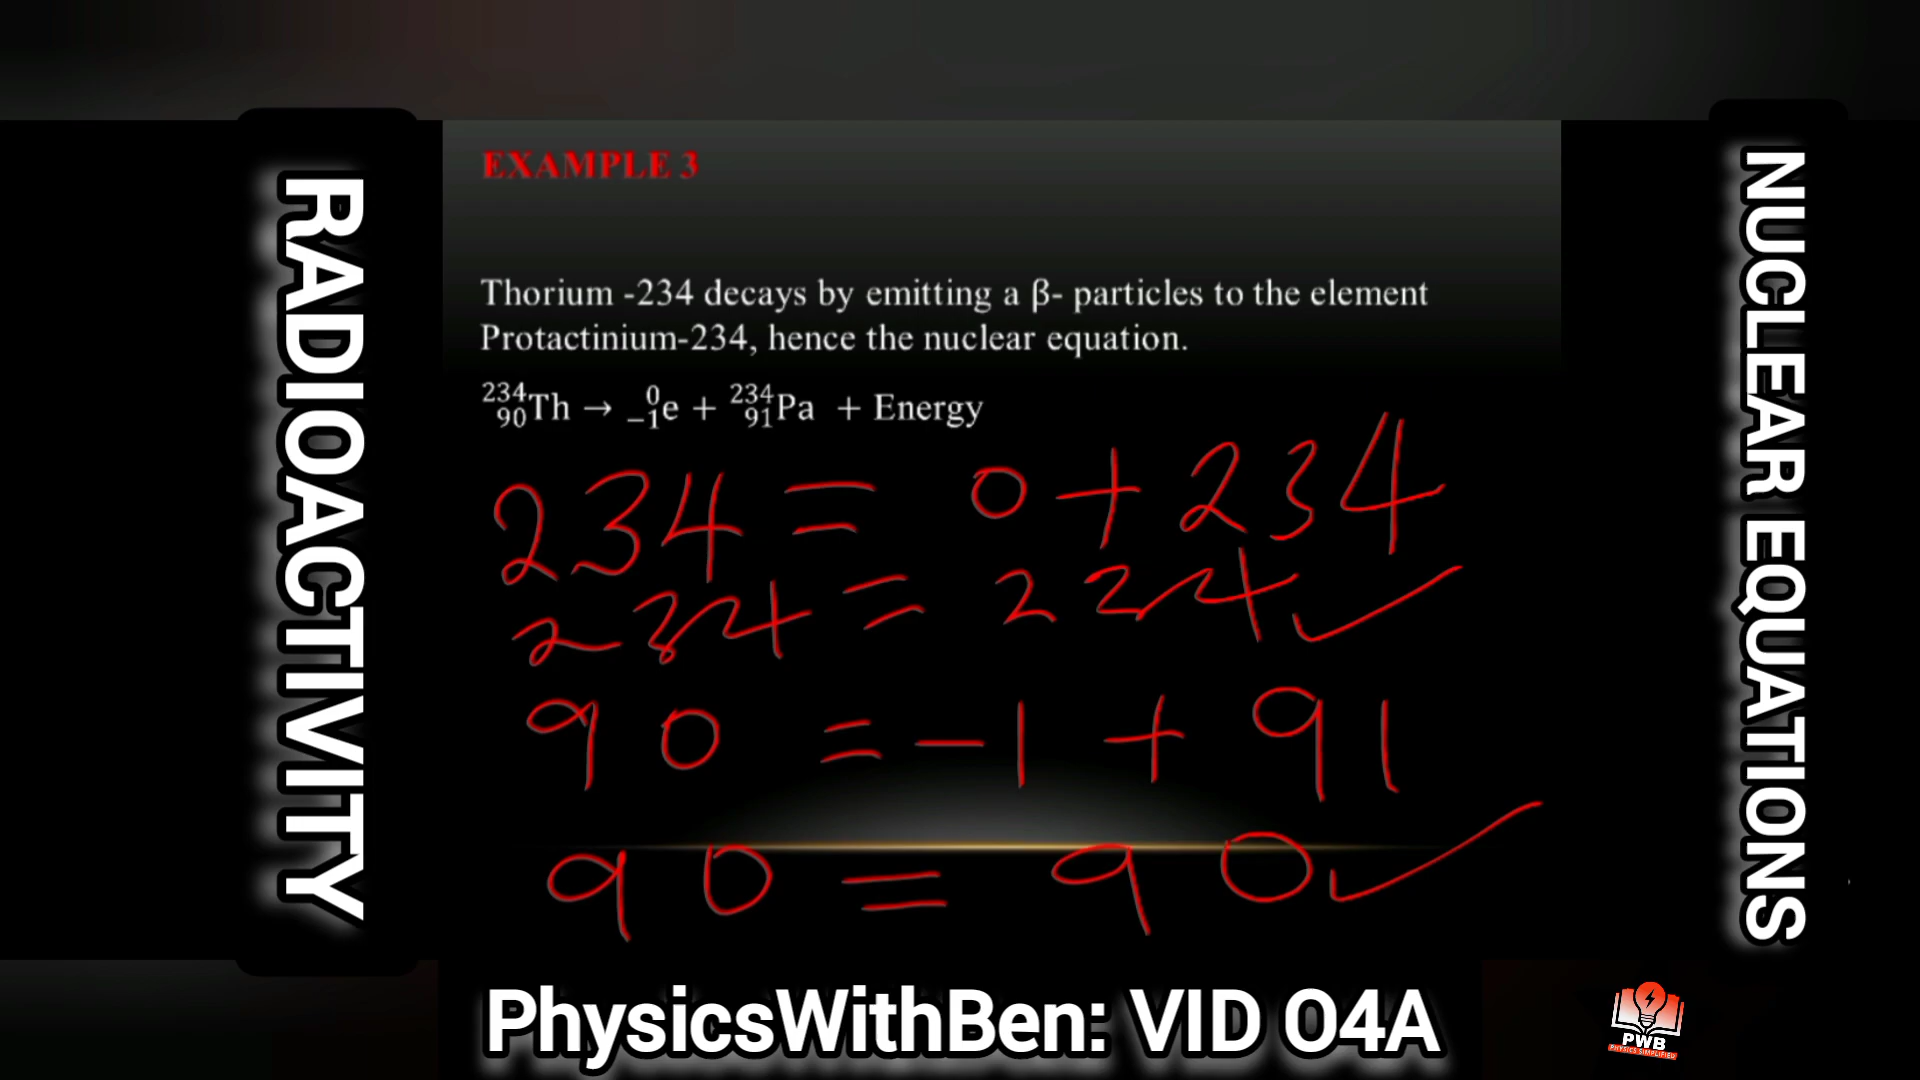 RADIOACTIVITY
EXAMPLE 3
Thorium -234 decays by emitting a β- particles to the element
Protactinium-234, hence the nuclear equation.
²³⁴₉₀Th → ⁰₋₁e + ²³⁴₉₁Pa + Energy
234 = 0 + 234
234 = 234 ✓
90 = -1 + 91
90 = 90 ✓
NUCLEAR EQUATIONS
PhysicsWithBen: VID 04A
PWB
PHYSICS SIMPLIFIED